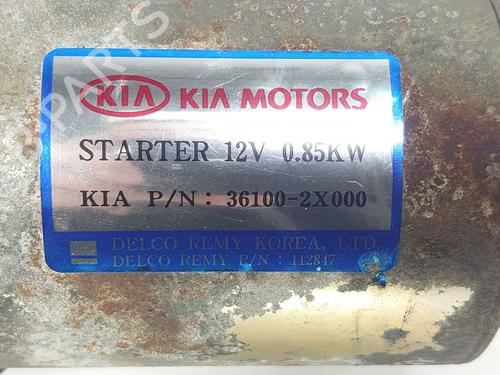 KIA KIA MOTORS
STARTER 12V 0.85KW
KIA P/N : 36100-2X000
DELCO REMY KOREA, LTD.
DELCO REMY P/N : 112847